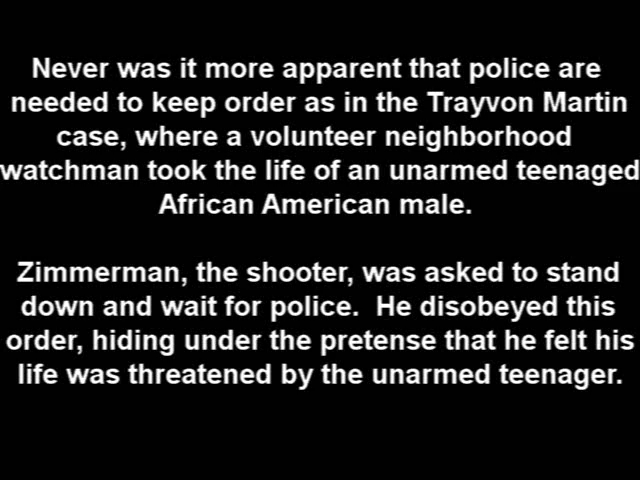 Never was it more apparent that police are
needed to keep order as in the Trayvon Martin
case, where a volunteer neighborhood
watchman took the life of an unarmed teenaged
African American male.
Zimmerman, the shooter, was asked to stand
down and wait for police.  He disobeyed this
order, hiding under the pretense that he felt his
life was threatened by the unarmed teenager.